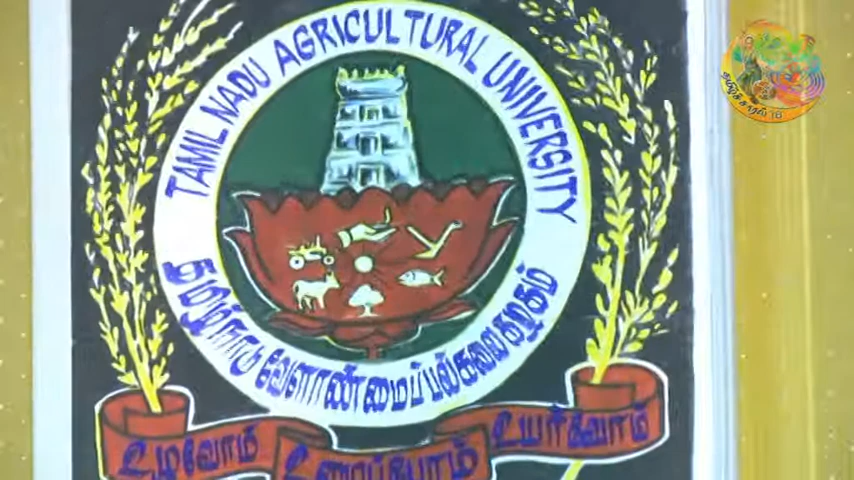 TAMIL NADU AGRICULTURAL UNIVERSITY
தமிழ்நாடு வேளாண்மைப்பல்கலைகழகம்
உழுவோம்
உழைப்போம்
உயர்வோம்